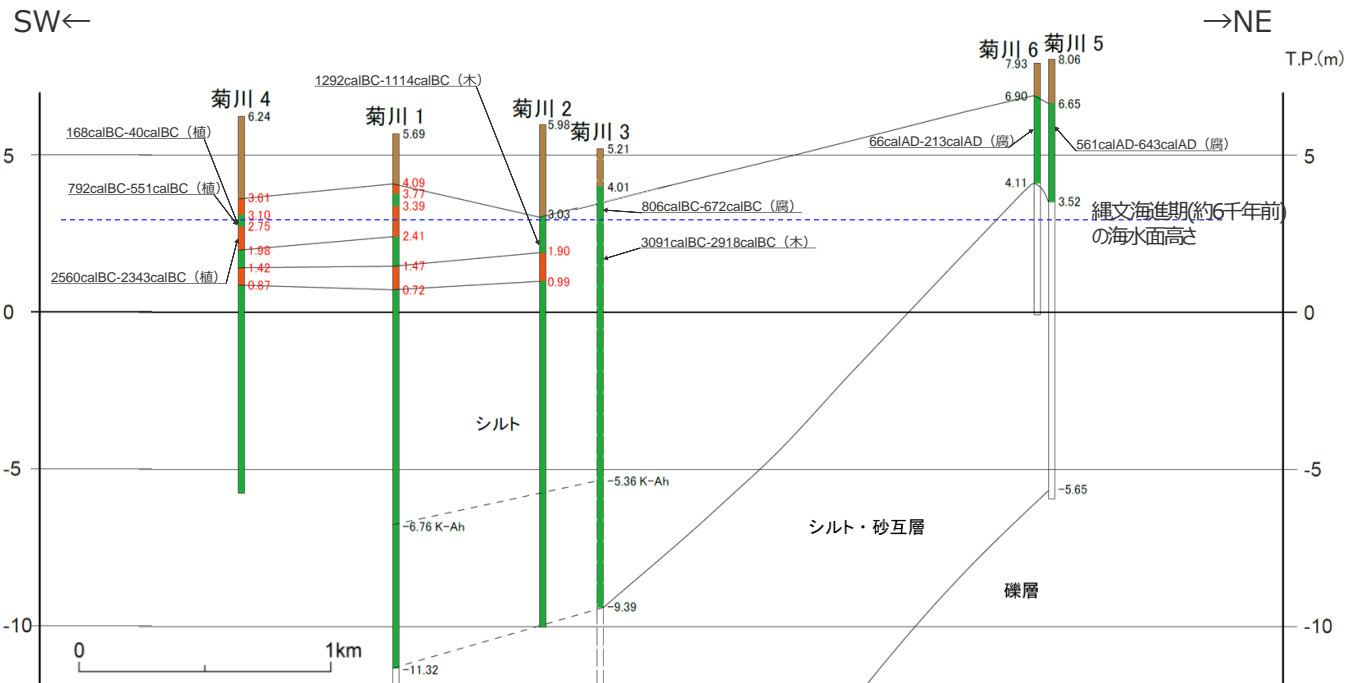 SW←
→NE
T.P.(m)
菊川 4
6.24
168calBC-40calBC（植）
792calBC-551calBC（植）
2560calBC-2343calBC（植）
3.61
3.10
2.75
1.98
1.42
0.87
菊川 1
5.69
4.09
3.77
3.39
2.41
1.47
0.72
-6.76 K-Ah
-11.32
1292calBC-1114calBC（木）
菊川 2
5.98
3.03
1.90
0.99
菊川 3
5.21
4.01
806calBC-672calBC（腐）
3091calBC-2918calBC（木）
-5.36 K-Ah
-9.39
菊川 6
7.93
6.90
66calAD-213calAD（腐）
4.11
菊川 5
8.06
6.65
561calAD-643calAD（腐）
3.52
-5.65
縄文海進期(約6千年前)
の海水面高さ
シルト
シルト・砂互層
礫層
5
0
-5
-10
5
0
-5
-10
0
1km